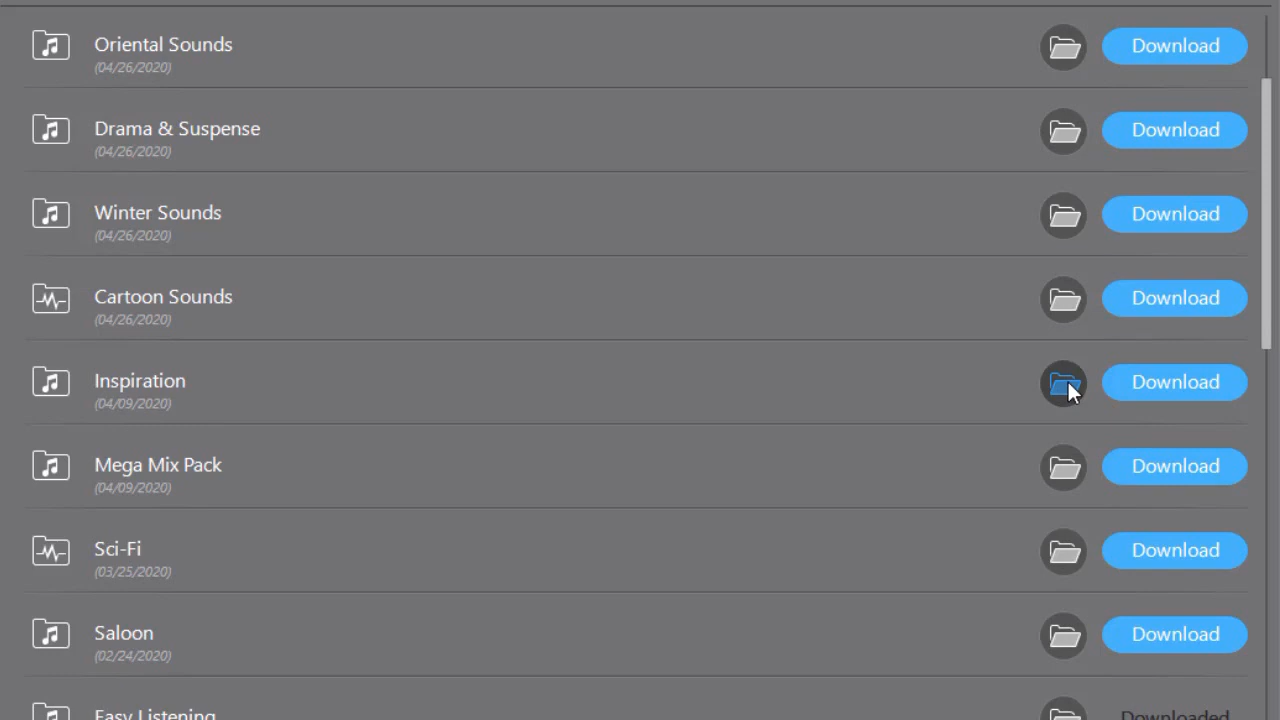 Oriental Sounds Download
(04/26/2020)
Drama & Suspense Download
(04/26/2020)
Winter Sounds Download
(04/26/2020)
Cartoon Sounds Download
(04/26/2020)
Inspiration Download
(04/09/2020)
Mega Mix Pack Download
(04/09/2020)
Sci-Fi Download
(03/25/2020)
Saloon Download
(02/24/2020)
Easy Listening Downloaded